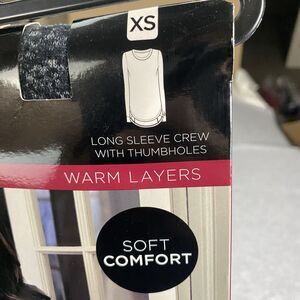 XS
LONG SLEEVE CREW
WITH THUMBHOLES
WARM LAYERS
SOFT
COMFORT